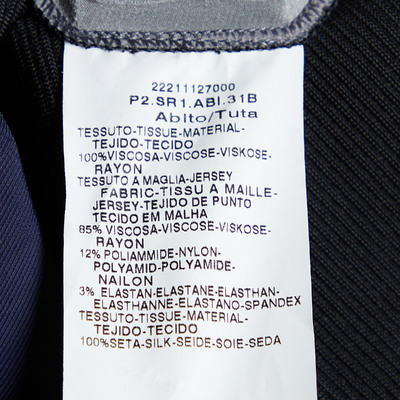 22211127000
P2.SR1.ABI.31B
Abito/Tuta
TESSUTO-TISSUE-MATERIAL-
TEJIDO-TECIDO
100%VISCOSA-VISCOSE-VISKOSE-
RAYON
TESSUTO A MAGLIA-JERSEY
FABRIC-TISSU A MAILLE-
JERSEY-TEJIDO DE PUNTO
TECIDO EM MALHA
85% VISCOSA-VISCOSE-VISKOSE-
RAYON
12% POLIAMMIDE-NYLON-
POLYAMID-POLYAMIDE-
NAILON
3% ELASTAN-ELASTANE-ELASTHAN-
ELASTHANNE-ELASTANO-SPANDEX
TESSUTO-TISSUE-MATERIAL-
TEJIDO-TECIDO
100%SETA-SILK-SEIDE-SOIE-SEDA